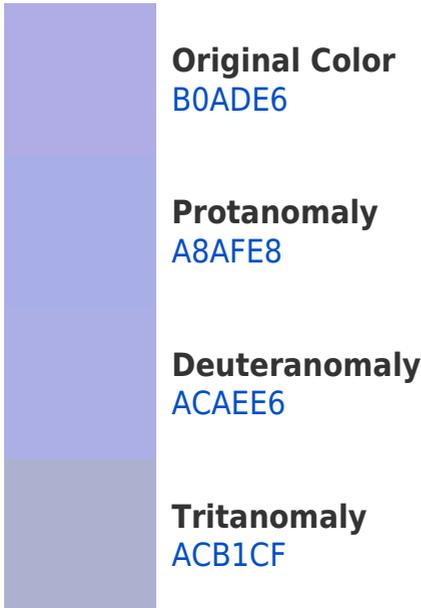 Original Color
B0ADE6
Protanomaly
A8AFE8
Deuteranomaly
ACAEE6
Tritanomaly
ACB1CF